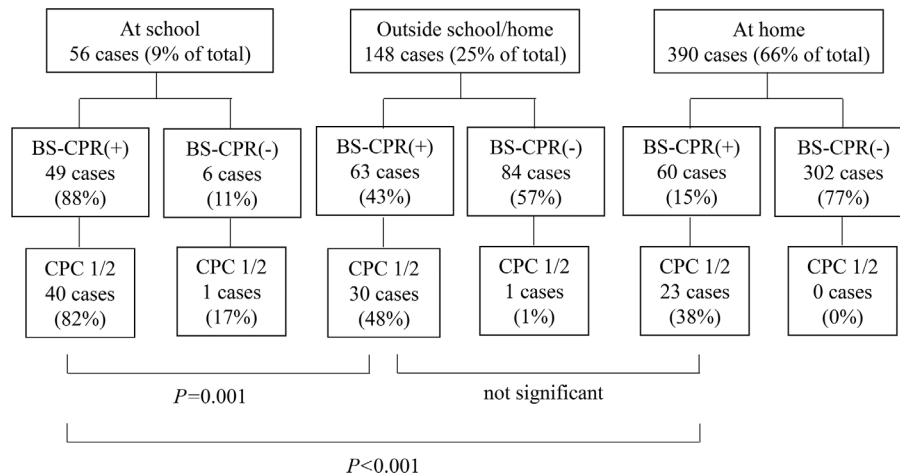 At school
56 cases (9% of total)
Outside school/home
148 cases (25% of total)
At home
390 cases (66% of total)
BS-CPR(+)
49 cases
(88%)
BS-CPR(-)
6 cases
(11%)
BS-CPR(+)
63 cases
(43%)
BS-CPR(-)
84 cases
(57%)
BS-CPR(+)
60 cases
(15%)
BS-CPR(-)
302 cases
(77%)
CPC 1/2
40 cases
(82%)
CPC 1/2
1 cases
(17%)
CPC 1/2
30 cases
(48%)
CPC 1/2
1 cases
(1%)
CPC 1/2
23 cases
(38%)
CPC 1/2
0 cases
(0%)
P=0.001
not significant
P<0.001